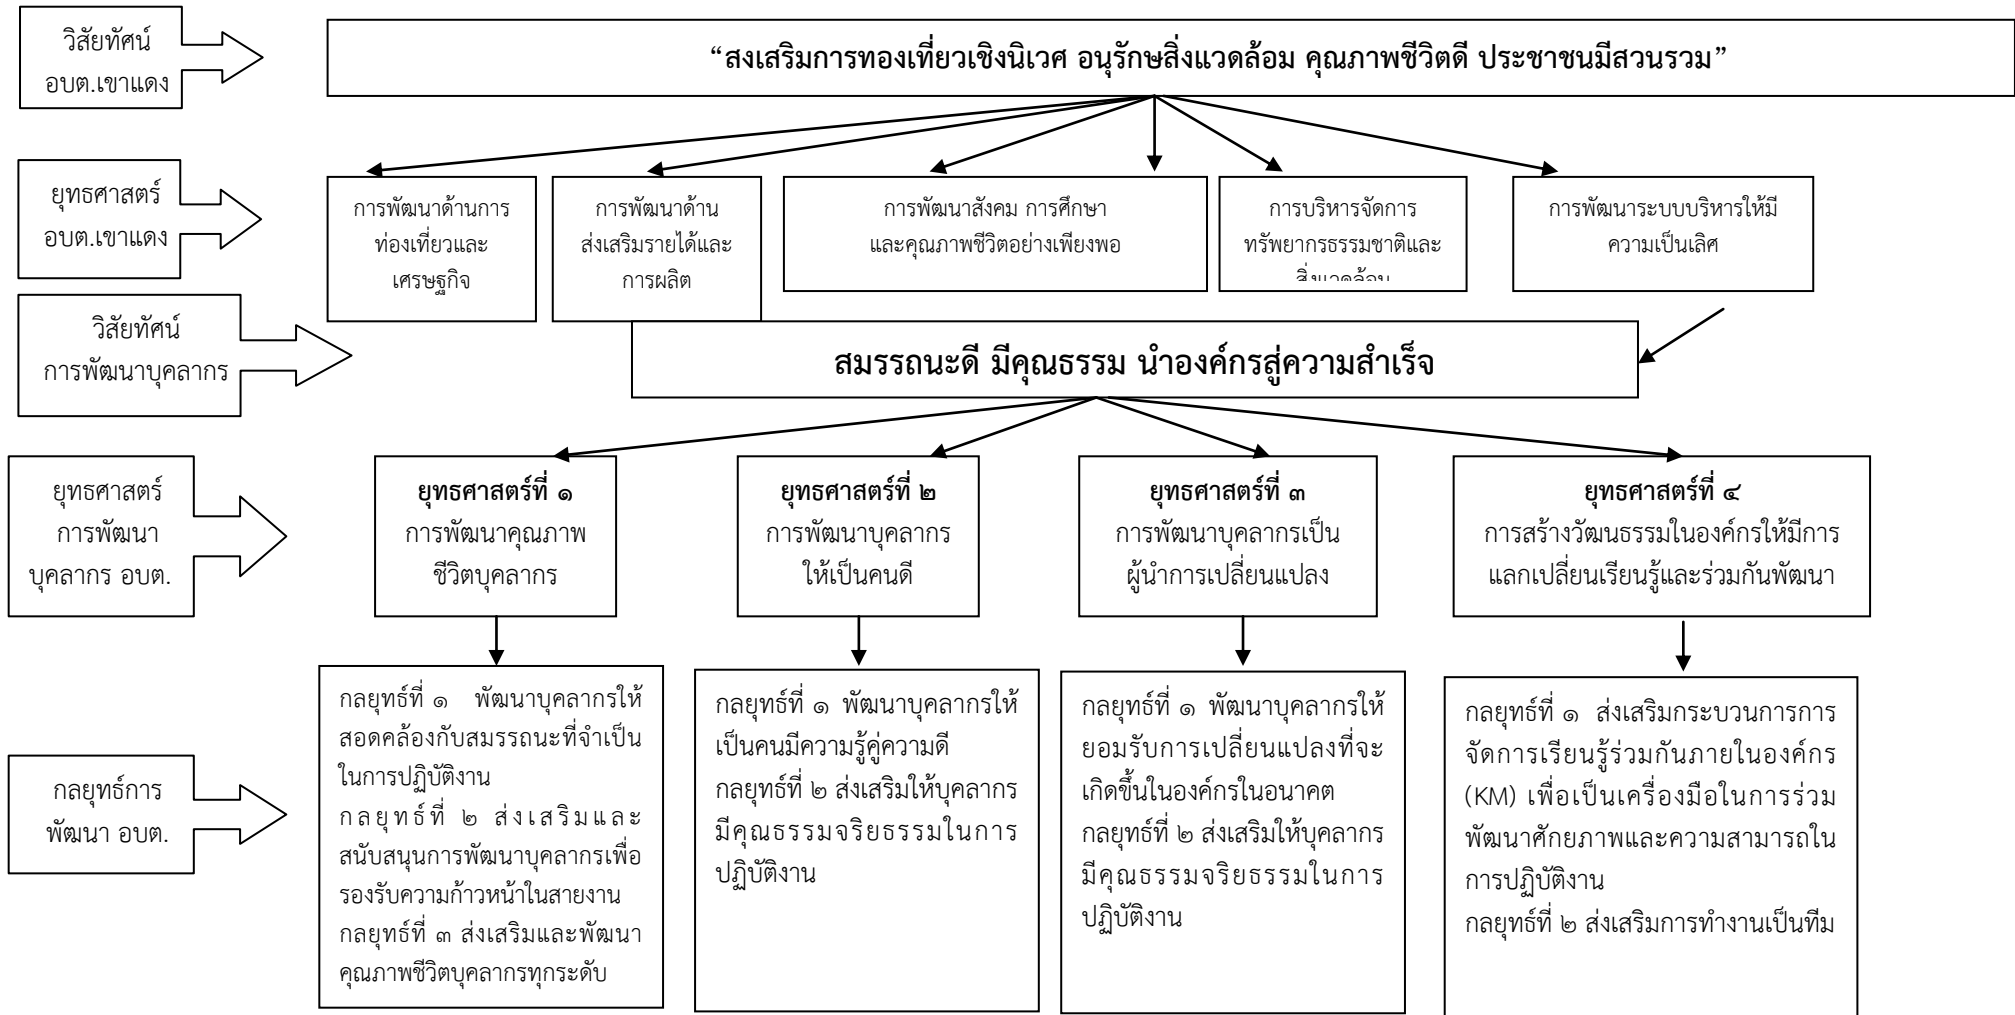 วิสัยทัศน์
อบต.เขาแดง
“สงเสริมการทองเที่ยวเชิงนิเวศ อนุรักษสิ่งแวดล้อม คุณภาพชีวิตดี ประชาชนมีสวนรวม”
ยุทธศาสตร์
อบต.เขาแดง
การพัฒนาด้านการ
ท่องเที่ยวและ
เศรษฐกิจ
การพัฒนาด้าน
ส่งเสริมรายได้และ
การผลิต
การพัฒนาสังคม การศึกษา
และคุณภาพชีวิตอย่างเพียงพอ
การบริหารจัดการ
ทรัพยากรธรรมชาติและ
สิ่งแวดล้อม
การพัฒนาระบบบริหารให้มี
ความเป็นเลิศ
วิสัยทัศน์
การพัฒนาบุคลากร
สมรรถนะดี มีคุณธรรม นำองค์กรสู่ความสำเร็จ
ยุทธศาสตร์
การพัฒนา
บุคลากร อบต.
ยุทธศาสตร์ที่ ๑
การพัฒนาคุณภาพ
ชีวิตบุคลากร
ยุทธศาสตร์ที่ ๒
การพัฒนาบุคลากร
ให้เป็นคนดี
ยุทธศาสตร์ที่ ๓
การพัฒนาบุคลากรเป็น
ผู้นำการเปลี่ยนแปลง
ยุทธศาสตร์ที่ ๔
การสร้างวัฒนธรรมในองค์กรให้มีการ
แลกเปลี่ยนเรียนรู้และร่วมกันพัฒนา
กลยุทธ์การ
พัฒนา อบต.
กลยุทธ์ที่ ๑ พัฒนาบุคลากรให้
สอดคล้องกับสมรรถนะที่จำเป็น
ในการปฏิบัติงาน
กลยุทธ์ที่ ๒ ส่งเสริมและ
สนับสนุนการพัฒนาบุคลากรเพื่อ
รองรับความก้าวหน้าในสายงาน
กลยุทธ์ที่ ๓ ส่งเสริมและพัฒนา
คุณภาพชีวิตบุคลากรทุกระดับ
กลยุทธ์ที่ ๑ พัฒนาบุคลากรให้
เป็นคนมีความรู้คู่ความดี
กลยุทธ์ที่ ๒ ส่งเสริมให้บุคลากร
มีคุณธรรมจริยธรรมในการ
ปฏิบัติงาน
กลยุทธ์ที่ ๑ พัฒนาบุคลากรให้
ยอมรับการเปลี่ยนแปลงที่จะ
เกิดขึ้นในองค์กรในอนาคต
กลยุทธ์ที่ ๒ ส่งเสริมให้บุคลากร
มีคุณธรรมจริยธรรมในการ
ปฏิบัติงาน
กลยุทธ์ที่ ๑ ส่งเสริมกระบวนการการ
จัดการเรียนรู้ร่วมกันภายในองค์กร
(KM) เพื่อเป็นเครื่องมือในการร่วม
พัฒนาศักยภาพและความสามารถใน
การปฏิบัติงาน
กลยุทธ์ที่ ๒ ส่งเสริมการทำงานเป็นทีม